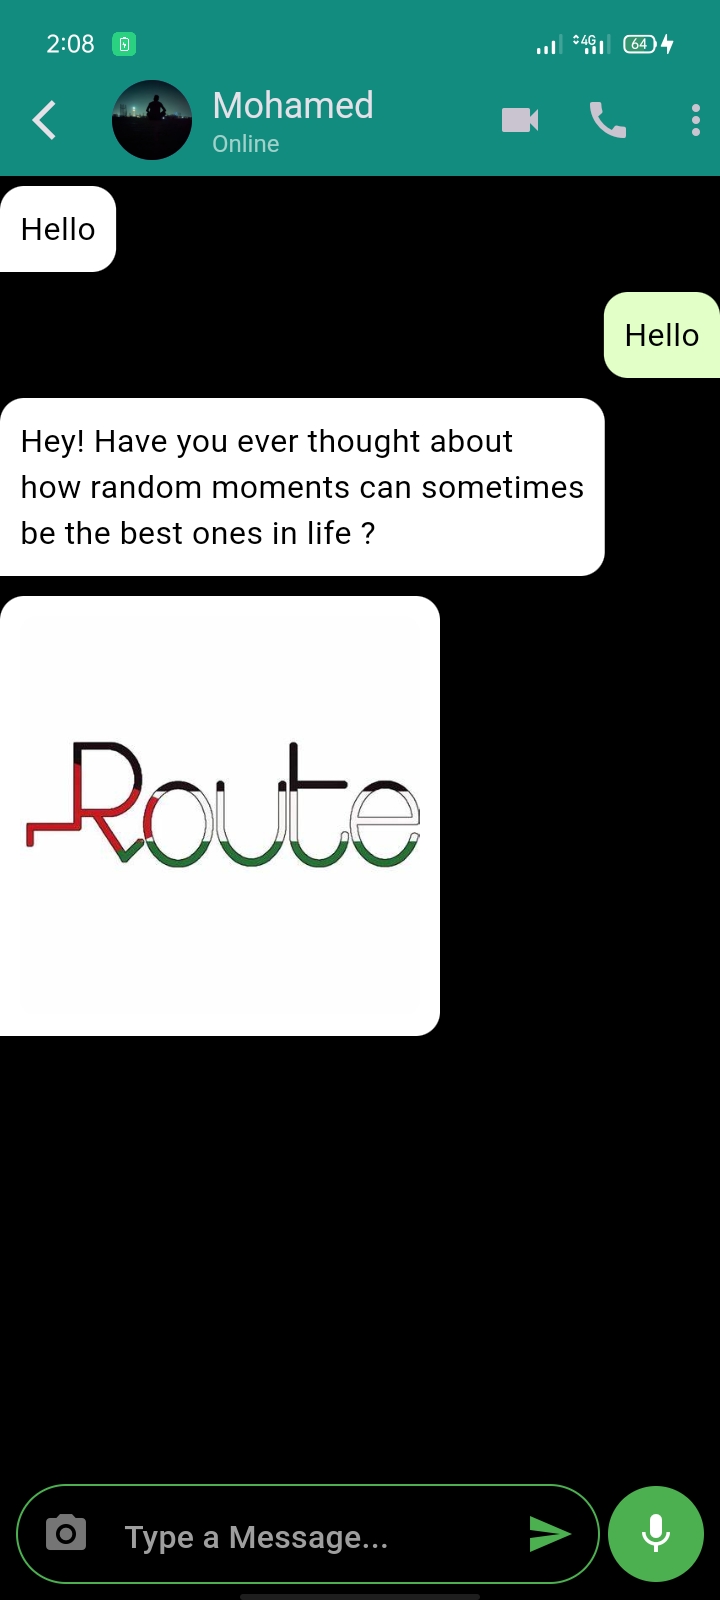 2:08
4G
64
Mohamed
Online
Hello
Hello
Hey! Have you ever thought about
how random moments can sometimes
be the best ones in life ?
Route
Type a Message...